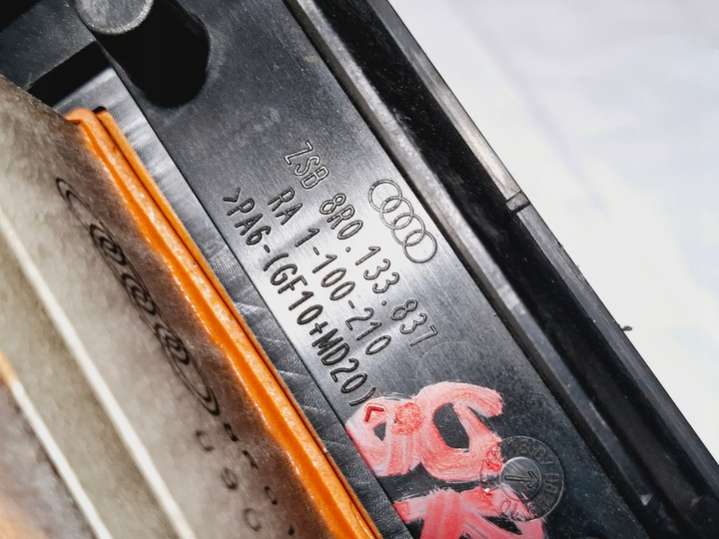 ZSB 8R0.133.837
RA 1-100-210
>PA6-(GF10+MD20)<